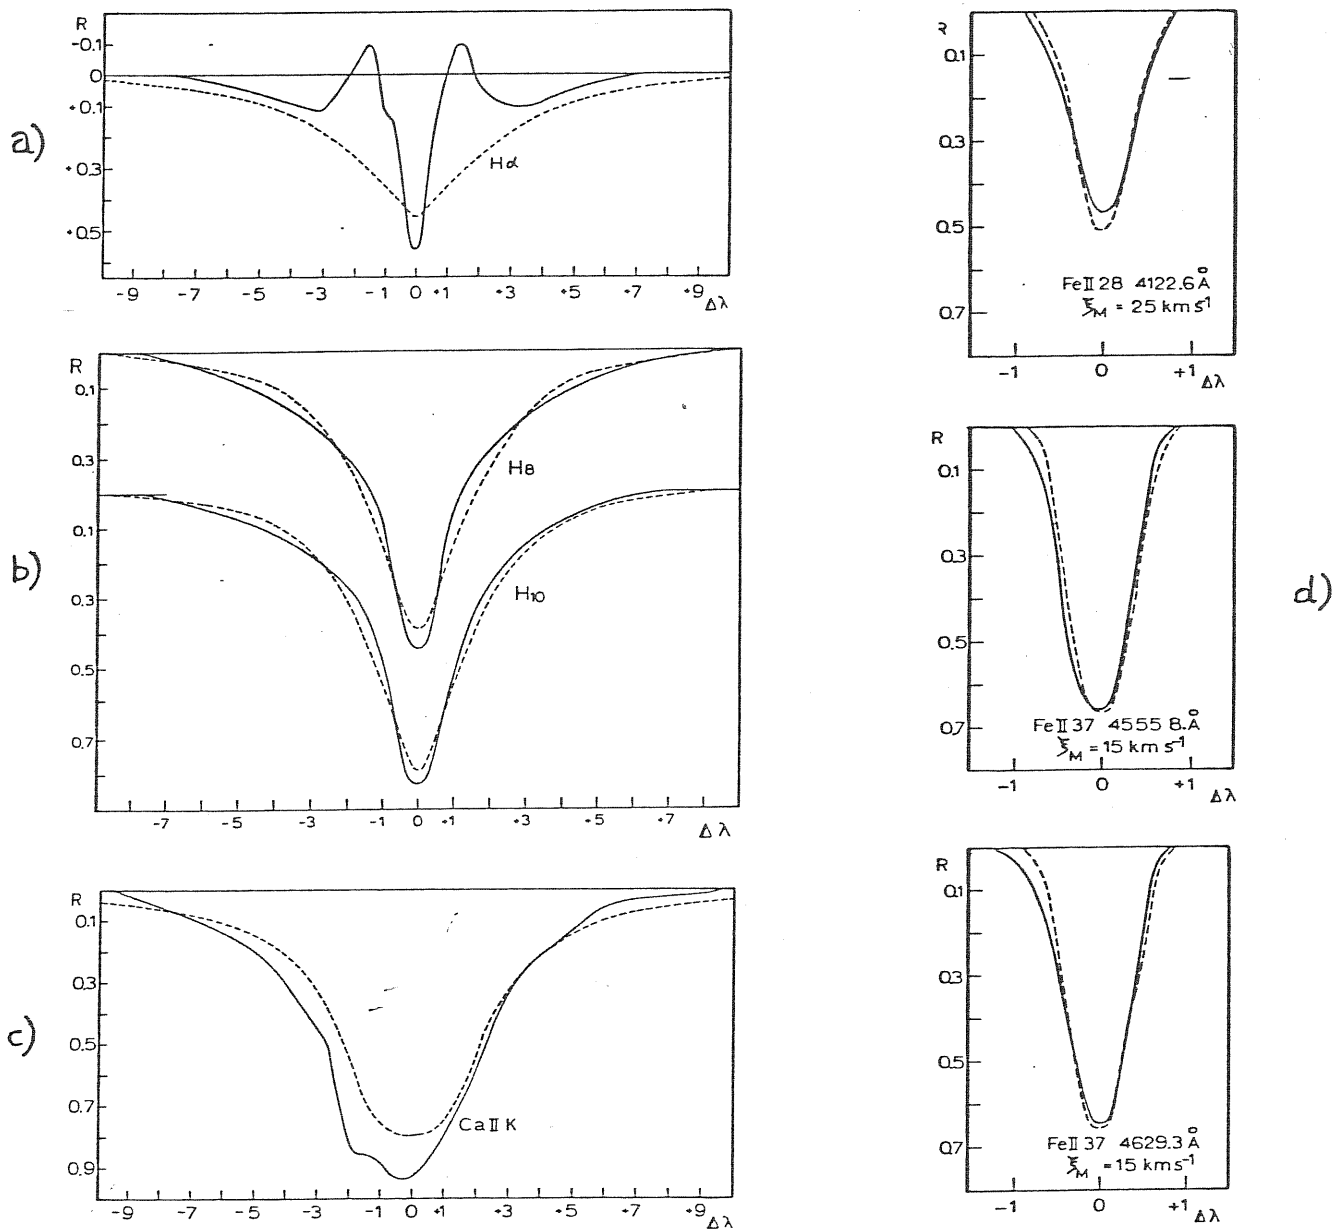 a)
R
-0.1
0
+0.1
+0.3
+0.5
Hα
-9 -7 -5 -3 -1 0 +1 +3 +5 +7 +9
Δλ
b)
R
0.1
0.3
0.1
0.3
0.5
0.7
H8
H10
-7 -5 -3 -1 0 +1 +3 +5 +7
Δλ
c)
R
0.1
0.3
0.5
0.7
0.9
Ca II K
-9 -7 -5 -3 -1 0 +1 +3 +5 +7 +9
Δλ
d)
R
0.1
0.3
0.5
0.7
Fe II 28 4122.6 Å
ξM = 25 km s-1
-1 0 +1 Δλ
R
0.1
0.3
0.5
0.7
Fe II 37 4555 8.Å
ξM = 15 km s-1
-1 0 +1 Δλ
R
0.1
0.3
0.5
0.7
Fe II 37 4629.3 Å
ξM = 15 km s-1
-1 0 +1 Δλ